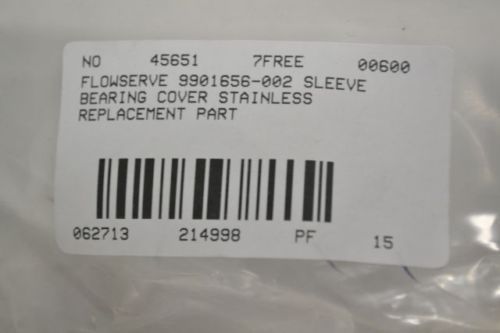 NO 45651 7FREE 00600
FLOWSERVE 9901656-002 SLEEVE
BEARING COVER STAINLESS
REPLACEMENT PART
062713 214998 PF 15